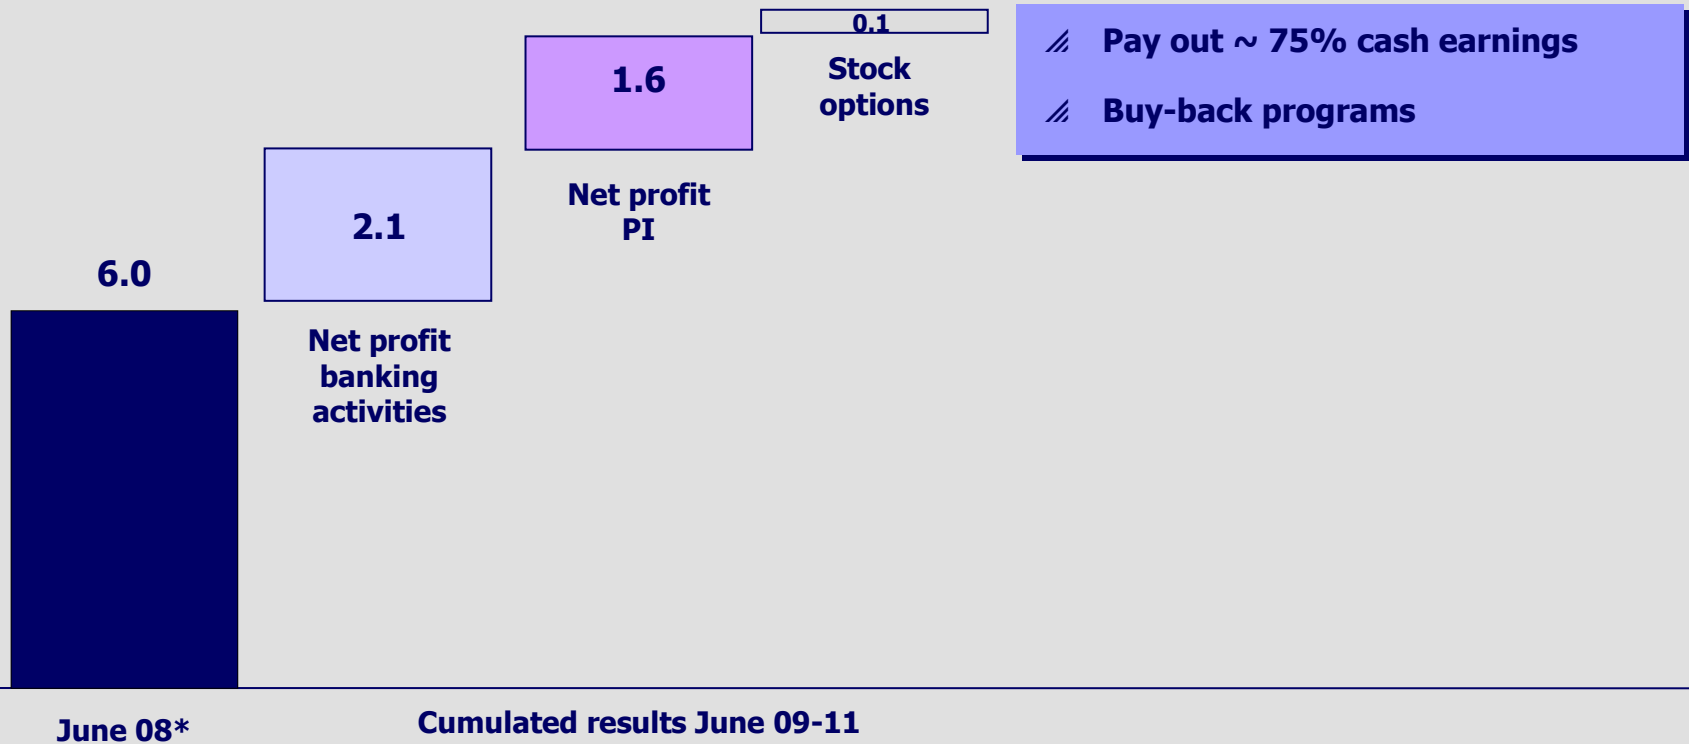 0.1
Stock
options
1.6
Net profit
PI
2.1
Net profit
banking
activities
6.0
Pay out ~ 75% cash earnings
Buy-back programs
June 08*
Cumulated results June 09-11